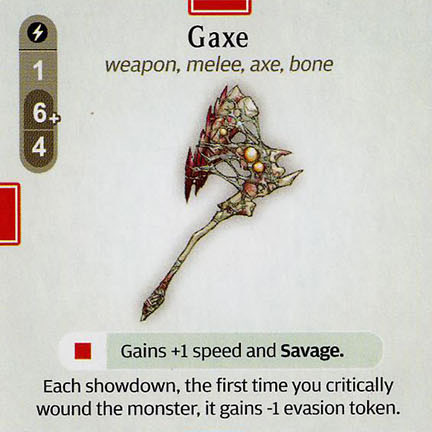 Gaxe
weapon, melee, axe, bone
1
6+
4
Gains +1 speed and Savage.
Each showdown, the first time you critically
wound the monster, it gains -1 evasion token.